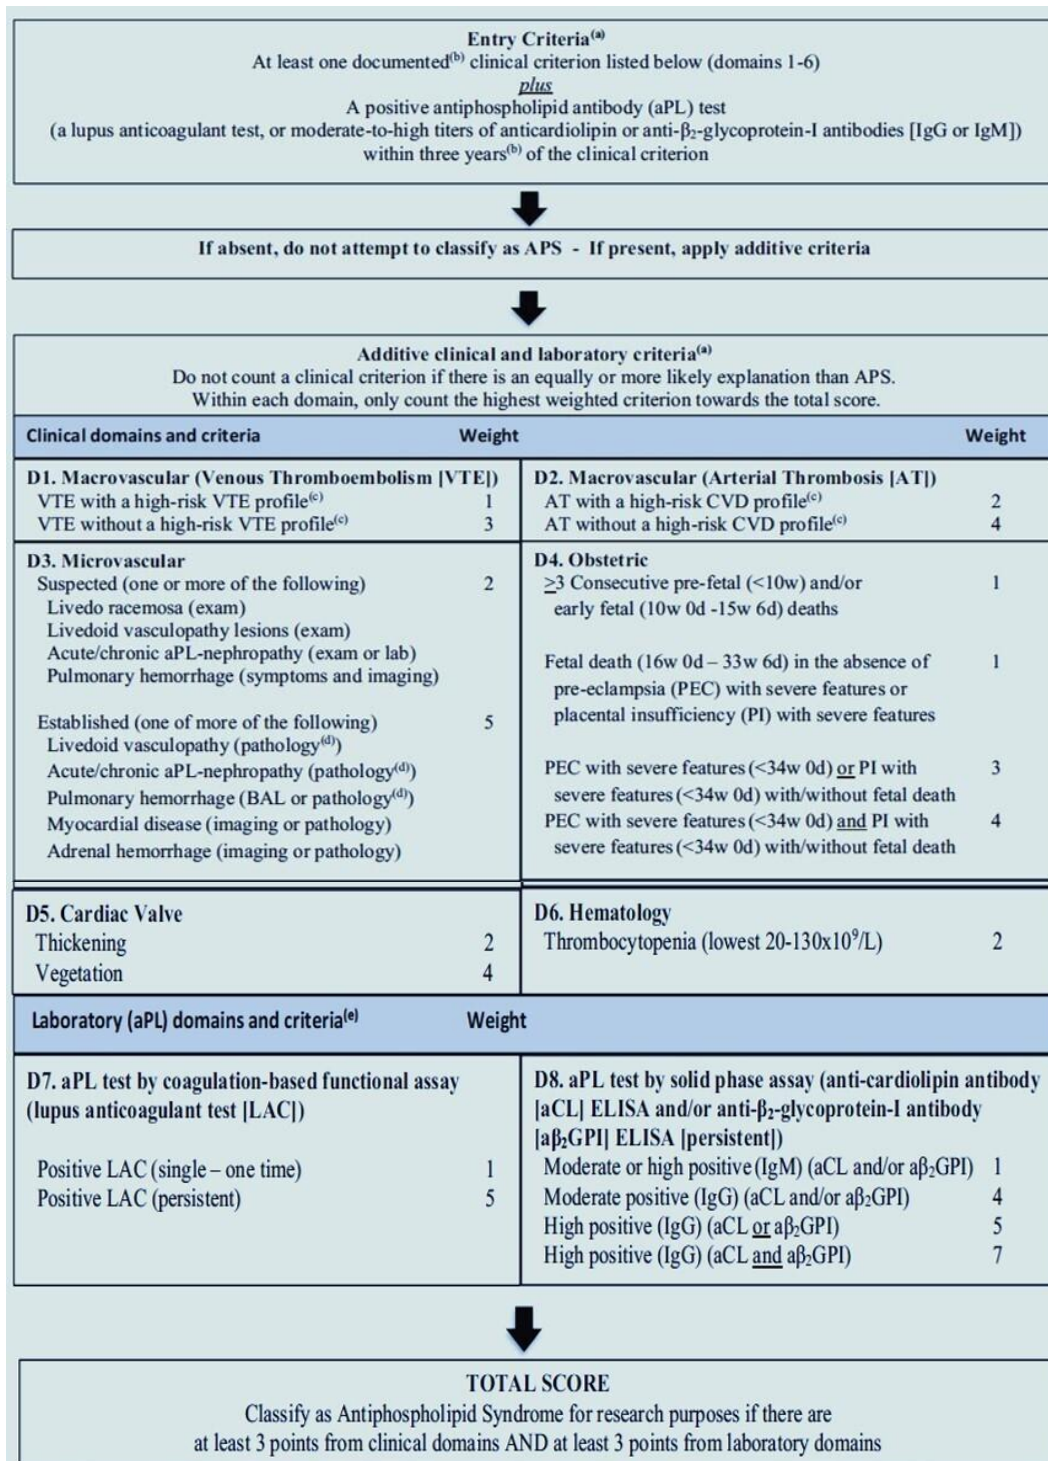 Entry Criteria(a)
At least one documented(b) clinical criterion listed below (domains 1-6)
plus
A positive antiphospholipid antibody (aPL) test
(a lupus anticoagulant test, or moderate-to-high titers of anticardiolipin or anti-β2-glycoprotein-I antibodies [IgG or IgM])
within three years(b) of the clinical criterion
If absent, do not attempt to classify as APS - If present, apply additive criteria
Additive clinical and laboratory criteria(a)
Do not count a clinical criterion if there is an equally or more likely explanation than APS.
Within each domain, only count the highest weighted criterion towards the total score.
Clinical domains and criteria Weight Weight
D1. Macrovascular (Venous Thromboembolism [VTE])
VTE with a high-risk VTE profile(c) 1
VTE without a high-risk VTE profile(c) 3
D2. Macrovascular (Arterial Thrombosis [AT])
AT with a high-risk CVD profile(c) 2
AT without a high-risk CVD profile(c) 4
D3. Microvascular
Suspected (one or more of the following) 2
Livedo racemosa (exam)
Livedoid vasculopathy lesions (exam)
Acute/chronic aPL-nephropathy (exam or lab)
Pulmonary hemorrhage (symptoms and imaging)
Established (one of more of the following) 5
Livedoid vasculopathy (pathology(d))
Acute/chronic aPL-nephropathy (pathology(d))
Pulmonary hemorrhage (BAL or pathology(d))
Myocardial disease (imaging or pathology)
Adrenal hemorrhage (imaging or pathology)
D4. Obstetric
≥3 Consecutive pre-fetal (<10w) and/or 1
early fetal (10w 0d -15w 6d) deaths
Fetal death (16w 0d – 33w 6d) in the absence of 1
pre-eclampsia (PEC) with severe features or
placental insufficiency (PI) with severe features
PEC with severe features (<34w 0d) or PI with 3
severe features (<34w 0d) with/without fetal death
PEC with severe features (<34w 0d) and PI with 4
severe features (<34w 0d) with/without fetal death
D5. Cardiac Valve
Thickening 2
Vegetation 4
D6. Hematology
Thrombocytopenia (lowest 20-130x10⁹/L) 2
Laboratory (aPL) domains and criteria(e) Weight
D7. aPL test by coagulation-based functional assay
(lupus anticoagulant test [LAC])
Positive LAC (single – one time) 1
Positive LAC (persistent) 5
D8. aPL test by solid phase assay (anti-cardiolipin antibody
[aCL] ELISA and/or anti-β2-glycoprotein-I antibody
[aβ2GPI] ELISA [persistent])
Moderate or high positive (IgM) (aCL and/or aβ2GPI) 1
Moderate positive (IgG) (aCL and/or aβ2GPI) 4
High positive (IgG) (aCL or aβ2GPI) 5
High positive (IgG) (aCL and aβ2GPI) 7
TOTAL SCORE
Classify as Antiphospholipid Syndrome for research purposes if there are
at least 3 points from clinical domains AND at least 3 points from laboratory domains